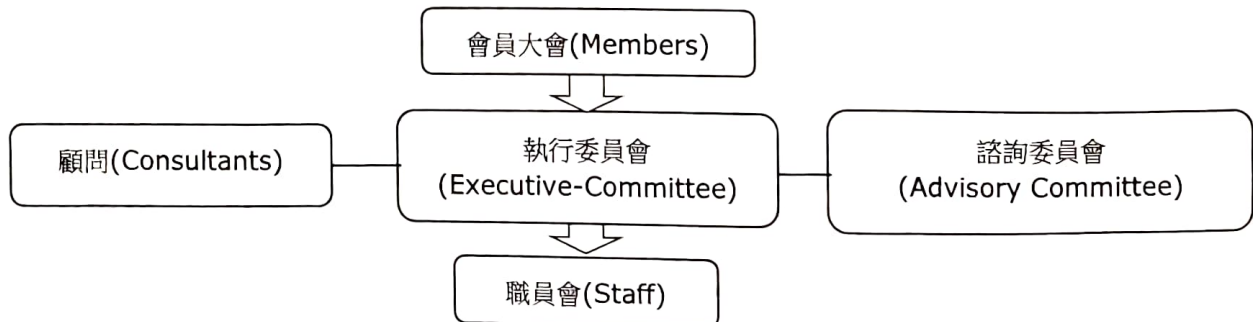 會員大會(Members)
顧問(Consultants)
執行委員會
(Executive-Committee)
諮詢委員會
(Advisory Committee)
職員會(Staff)